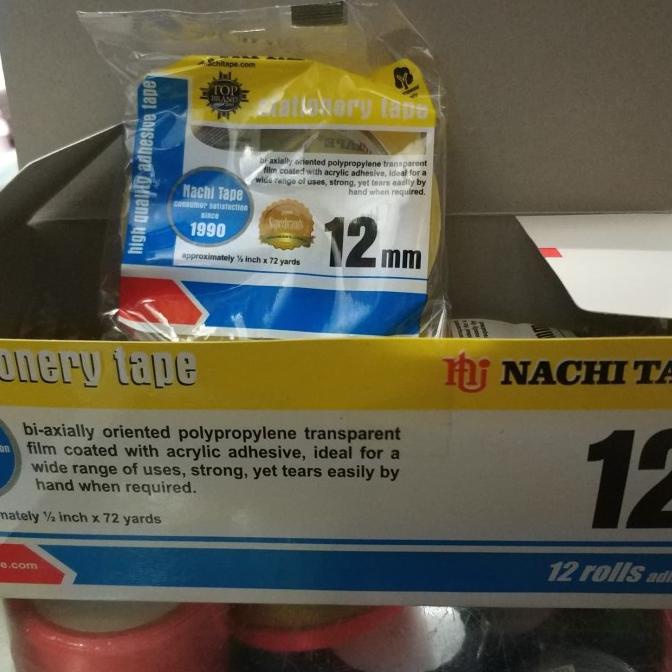 achitape.com
TOP
BRAND
stationery tape
high quality adhesive tape
TAPE
bi-axially oriented polypropylene transparent
film coated with acrylic adhesive, ideal for a
wide range of uses, strong, yet tears easily by
hand when required.
Nachi Tape
consumer satisfaction
since
1990
Superbrands
12mm
approximately ½ inch x 72 yards
onery tape
NACHI TA
bi-axially oriented polypropylene transparent
film coated with acrylic adhesive, ideal for a
wide range of uses, strong, yet tears easily by
hand when required.
on
12
mately ½ inch x 72 yards
e.com
12 rolls adh